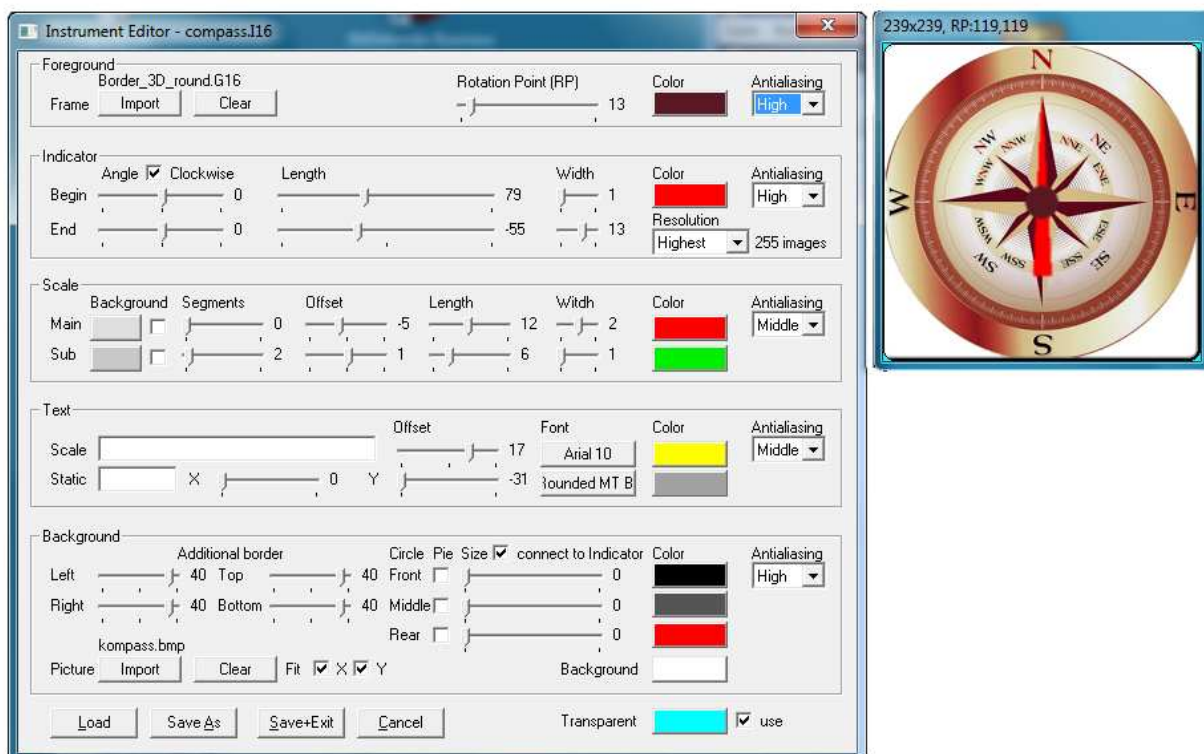 Instrument Editor - compass.I16
239x239, RP:119,119
Foreground
Border_3D_round.G16
Rotation Point (RP)
Color
Antialiasing
Frame Import Clear 13 High
Indicator
Angle Clockwise Length Width Color Antialiasing
Begin 0 79 1 High
Resolution
End 0 -55 13 Highest 255 images
Scale
Background Segments Offset Length Witdh Color Antialiasing
Main 0 -5 12 2 Middle
Sub 2 1 6 1
Text
Offset Font Color Antialiasing
Scale 17 Arial 10 Middle
Static X 0 Y -31 Rounded MT B
Background
Additional border Circle Pie Size connect to Indicator Color Antialiasing
Left 40 Top 40 Front 0 High
Right 40 Bottom 40 Middle 0
Rear 0
kompass.bmp
Picture Import Clear Fit X Y Background
Load Save As Save+Exit Cancel Transparent use
N
NW NNW NNE NE
WNW ENE
W E
WSW ESE
SW SSW SSE SE
S